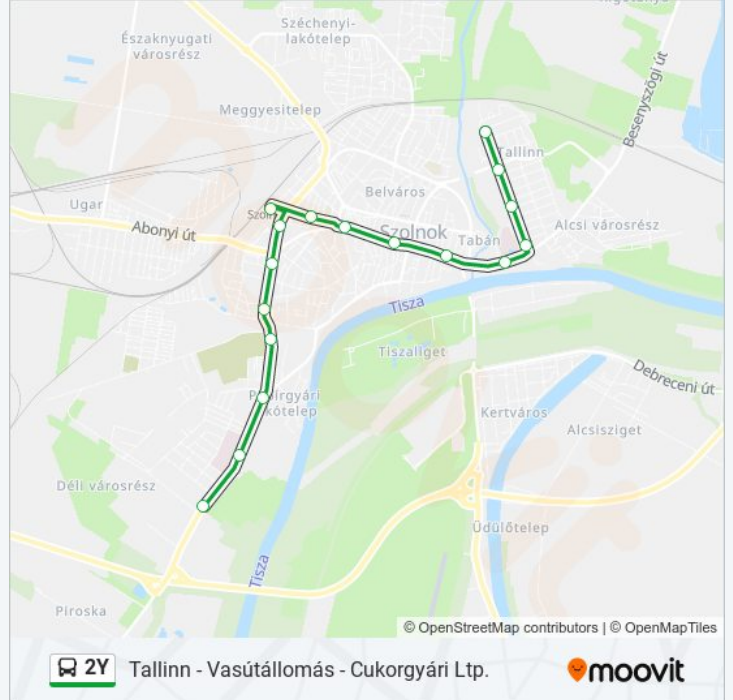 Északnyugati
városrész
Széchenyi-
lakótelep
Meggyesitelep
Besenyszögi út
Tallinn
Ugar
Belváros
Szolnok
Abonyi út
Tabán
Alcsi városrész
Tisza
Tiszaliget
Debreceni út
Kertváros
Alcsisziget
Déli városrész
Üdülőtelep
Tisza
Piroska
© OpenStreetMap contributors | © OpenMapTiles
2Y Tallinn - Vasútállomás - Cukorgyári Ltp.
moovit